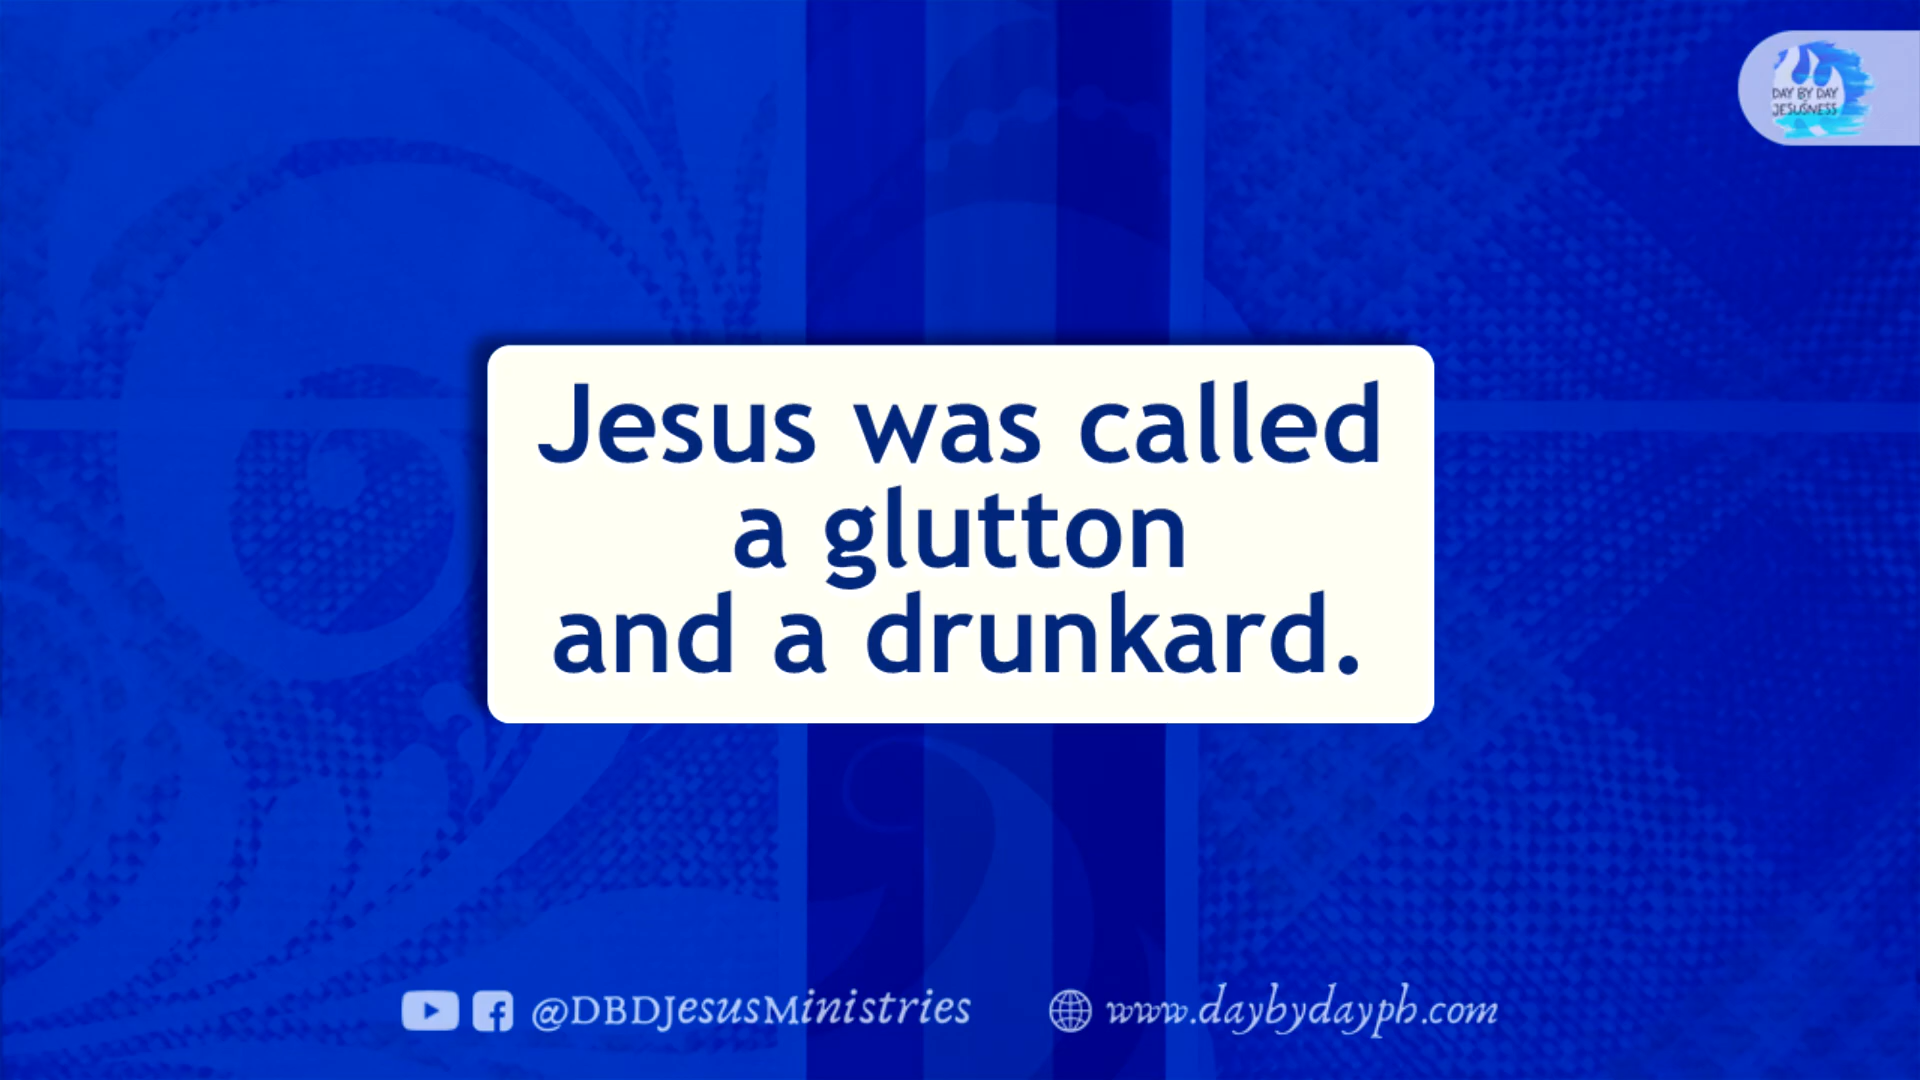 DAY BY DAY
JESUSNESS
Jesus was called
a glutton
and a drunkard.
@DBDJesusMinistries
www.daybydayph.com